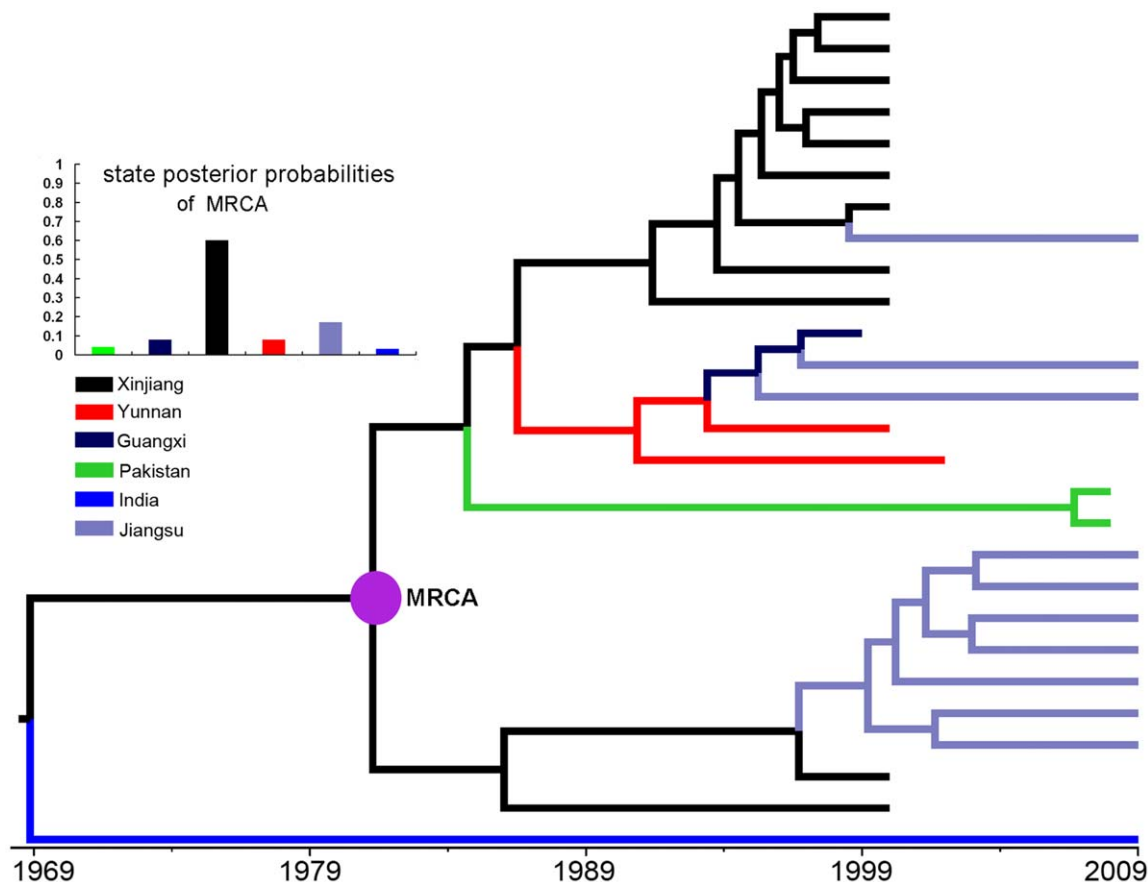 state posterior probabilities
of MRCA
1
0.9
0.8
0.7
0.6
0.5
0.4
0.3
0.2
0.1
0
Xinjiang
Yunnan
Guangxi
Pakistan
India
Jiangsu
MRCA
1969 1979 1989 1999 2009